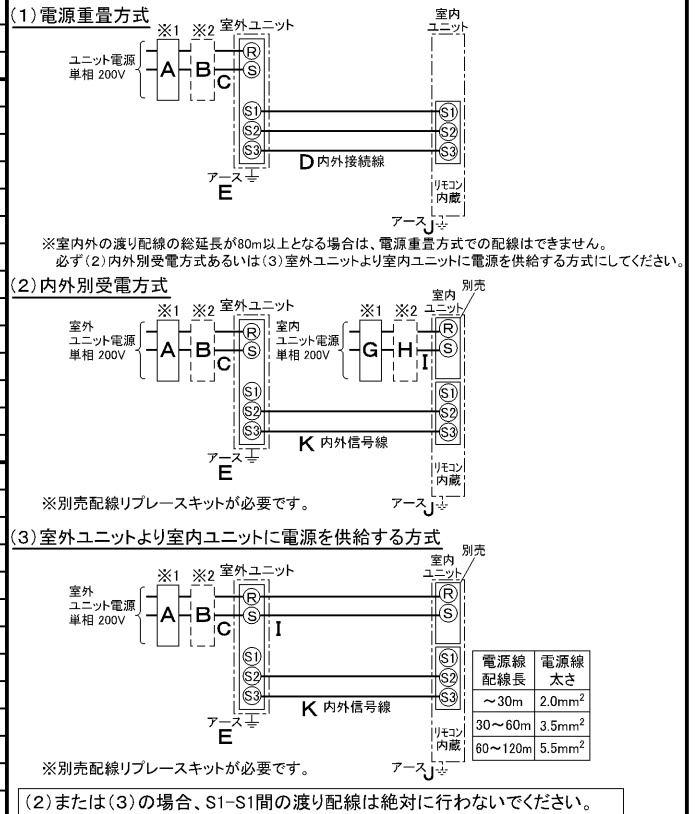 (1)電源重畳方式
※1 ※2 室外ユニット
室内
ユニット
ユニット電源
単相 200V
A B C
R
S
S1
S2
S3
S1
S2
S3
D 内外接続線
アース
E
リモコン
内蔵
アース J
※室内外の渡り配線の総延長が80m以上となる場合は、電源重畳方式での配線はできません。
必ず(2)内外別受電方式あるいは(3)室外ユニットより室内ユニットに電源を供給する方式にしてください。
(2)内外別受電方式
※1 ※2 室外ユニット
※1 ※2
室内
ユニット
別売
室外
ユニット電源
単相 200V
A B C
R
S
S1
S2
S3
室内
ユニット電源
単相 200V
G H I
R
S
S1
S2
S3
K 内外信号線
アース
E
リモコン
内蔵
アース J
※別売配線リプレースキットが必要です。
(3)室外ユニットより室内ユニットに電源を供給する方式
※1 ※2 室外ユニット
室内
ユニット
別売
室外
ユニット電源
単相 200V
A B C
R
S
S1
S2
S3
I
R
S
S1
S2
S3
K 内外信号線
アース
E
リモコン
内蔵
アース J
電源線
配線長
電源線
太さ
～30m 2.0mm²
30～60m 3.5mm²
60～120m 5.5mm²
※別売配線リプレースキットが必要です。
(2)または(3)の場合、S1-S1間の渡り配線は絶対に行わないでください。